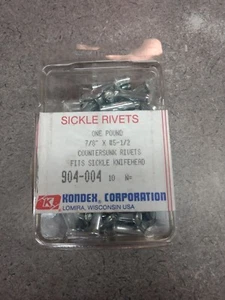 SICKLE RIVETS
ONE POUND
7/8" X #5-1/2
COUNTERSUNK RIVETS
FITS SICKLE KNIFEHEAD
904-004 10
K
KONDEX CORPORATION
LOMIRA, WISCONSIN USA